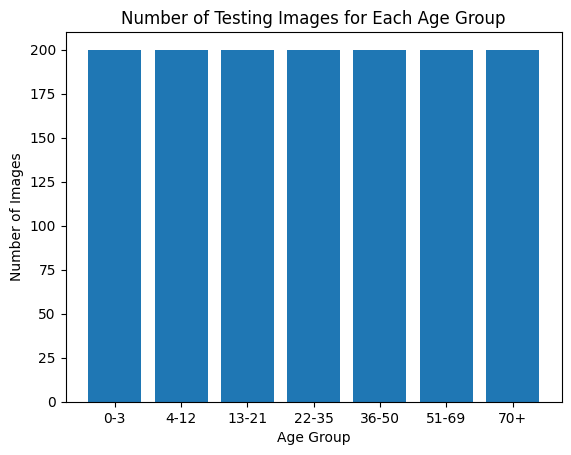 Number of Testing Images for Each Age Group
200
175
150
125
100
75
50
25
0
Number of Images
0-3 4-12 13-21 22-35 36-50 51-69 70+
Age Group